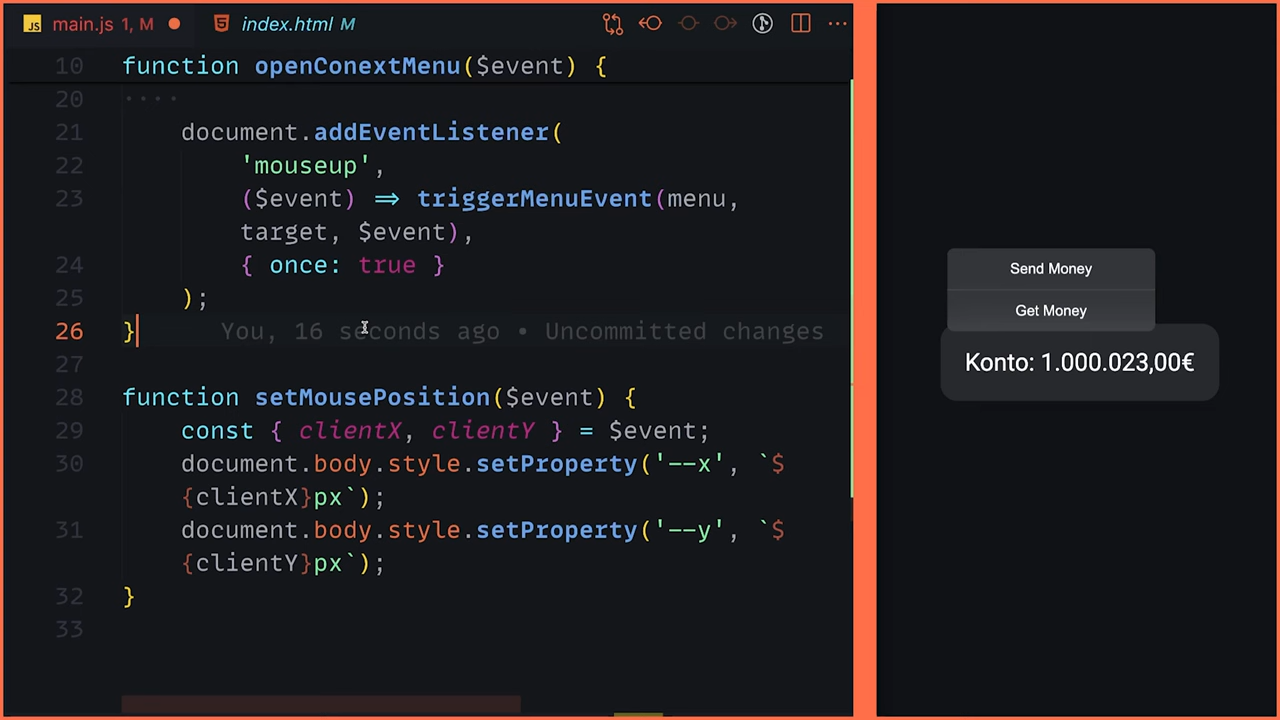 JS main.js 1, M index.html M
10 function openConextMenu($event) {
20 ····
21 document.addEventListener(
22 'mouseup',
23 ($event) => triggerMenuEvent(menu,
target, $event),
24 { once: true }
25 );
26 } You, 16 seconds ago • Uncommitted changes
27
28 function setMousePosition($event) {
29 const { clientX, clientY } = $event;
30 document.body.style.setProperty('--x', `$
{clientX}px`);
31 document.body.style.setProperty('--y', `$
{clientY}px`);
32 }
33
Send Money
Get Money
Konto: 1.000.023,00€